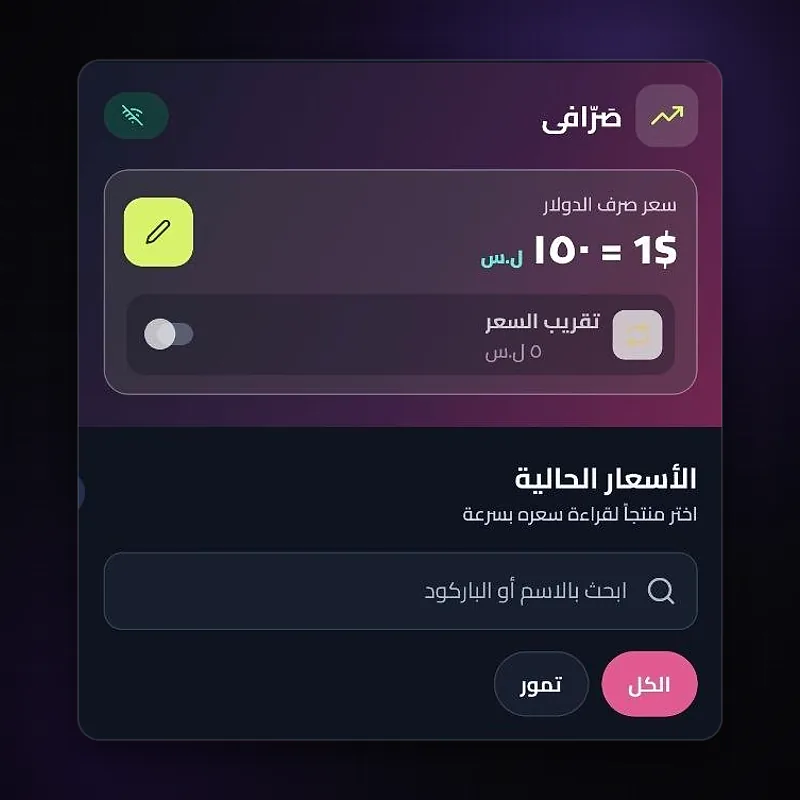 صَرّافي
سعر صرف الدولار
1$ = ١٥٠ ل.س
تقريب السعر
٥ ل.س
الأسعار الحالية
اختر منتجاً لقراءة سعره بسرعة
ابحث بالاسم أو الباركود
الكل
تمور